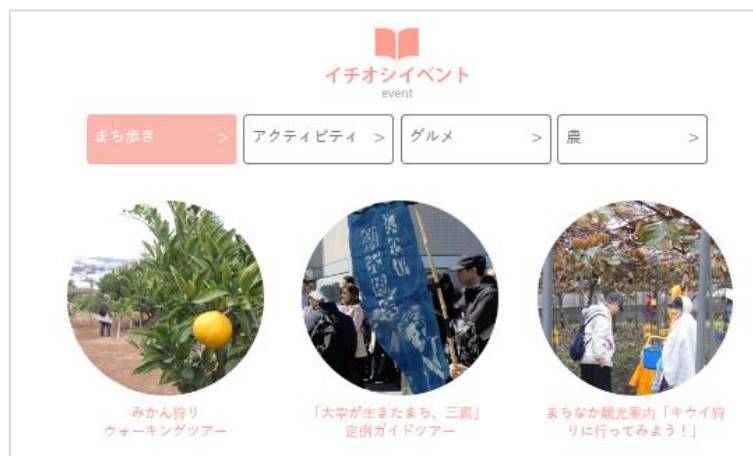 イチオシイベント
event
まち歩き >
アクティビティ >
グルメ >
農 >
みかん狩り
ウォーキングツアー
「太宰が生きたまち、三鷹」
定例ガイドツアー
まちなか観光案内「キウイ狩
りに行ってみよう！」